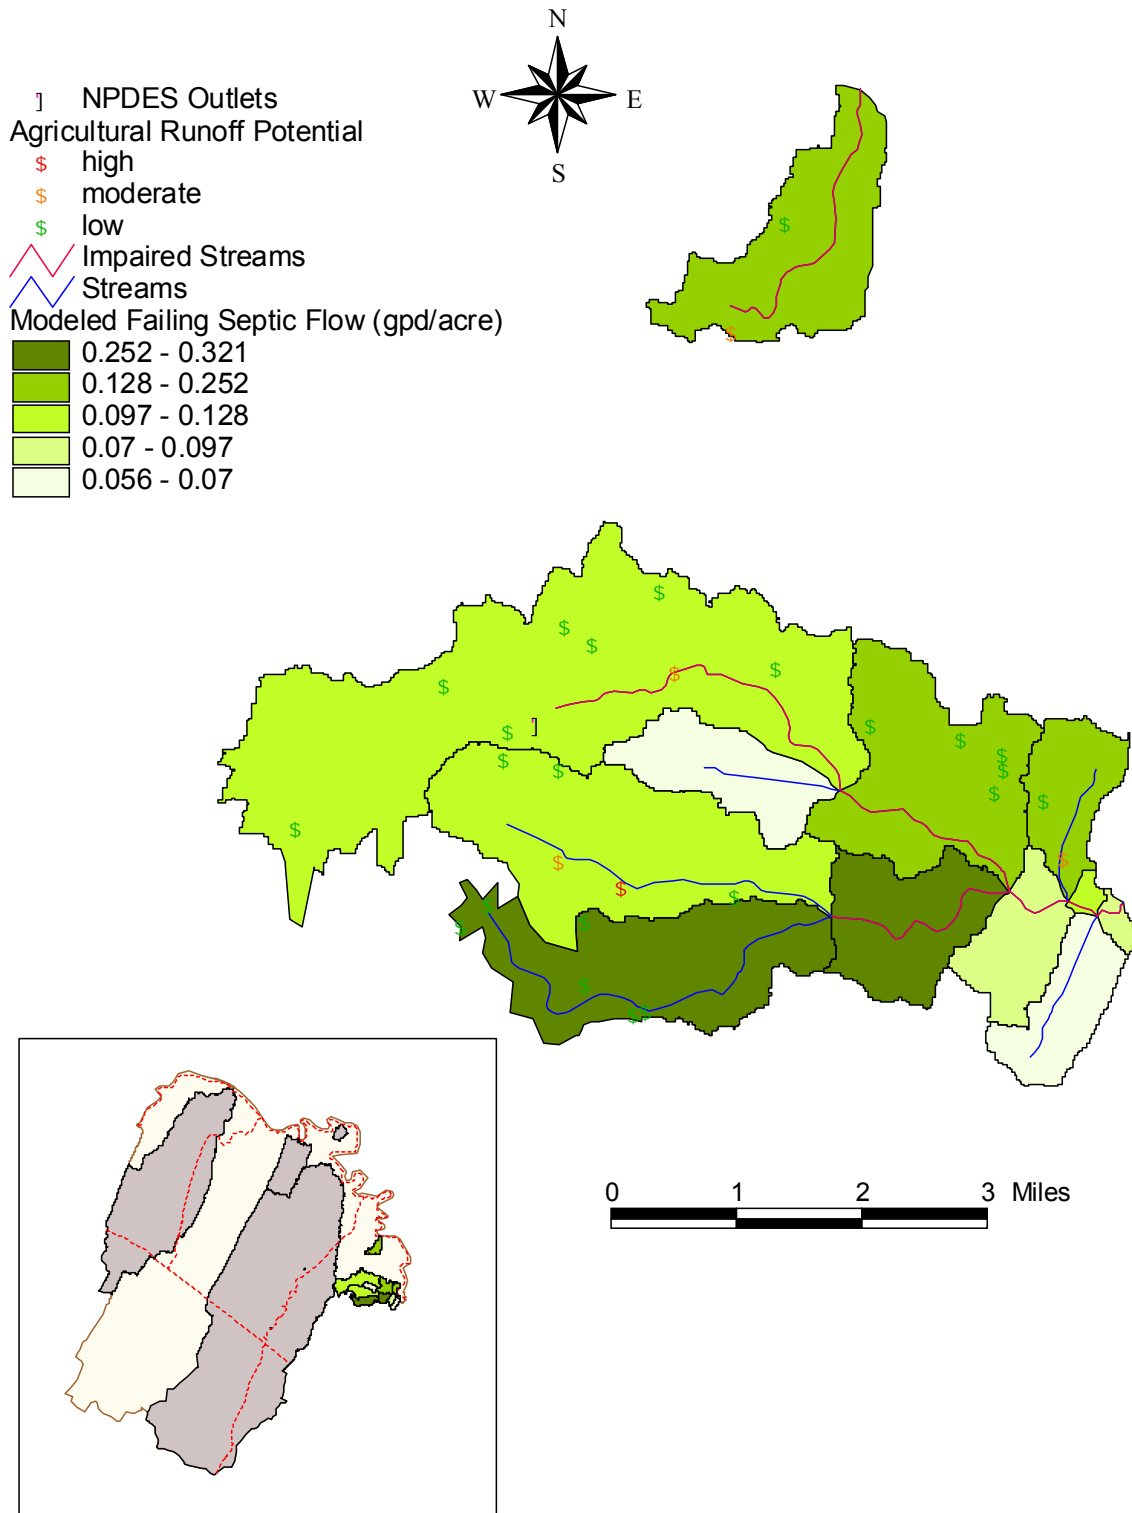 N
W E
S
NPDES Outlets
Agricultural Runoff Potential
$ high
$ moderate
$ low
Impaired Streams
Streams
Modeled Failing Septic Flow (gpd/acre)
0.252 - 0.321
0.128 - 0.252
0.097 - 0.128
0.07 - 0.097
0.056 - 0.07
0 1 2 3 Miles